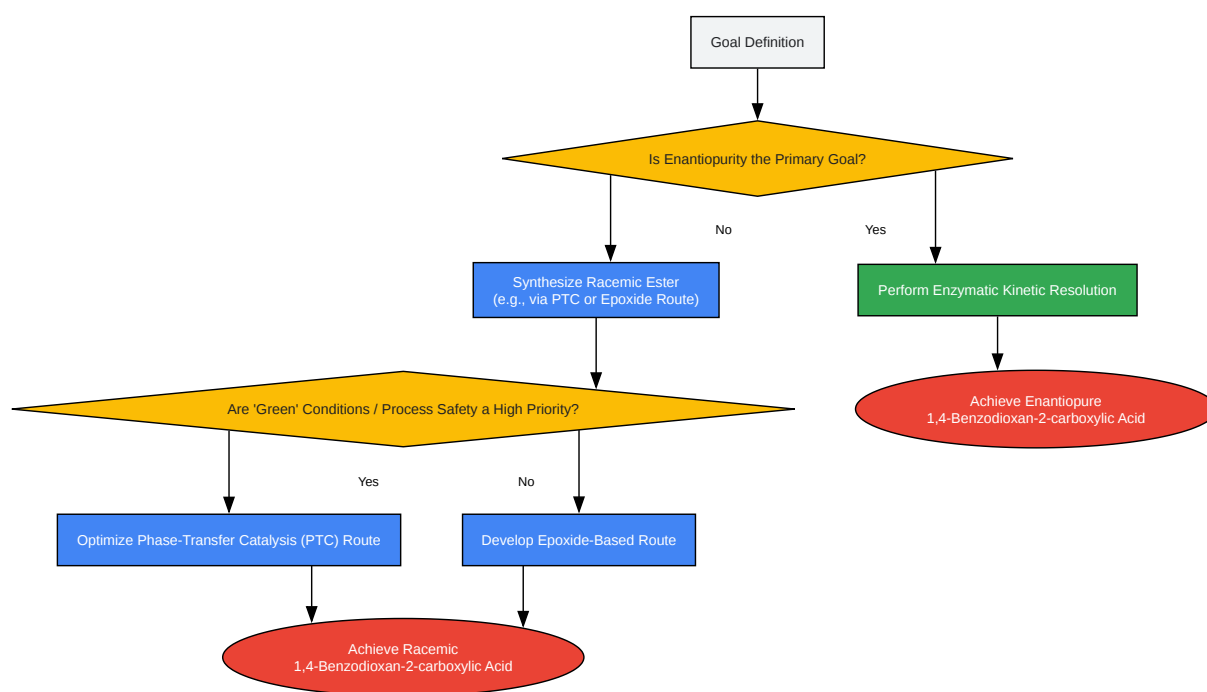 Goal Definition
Is Enantiopurity the Primary Goal?
No
Yes
Synthesize Racemic Ester
(e.g., via PTC or Epoxide Route)
Perform Enzymatic Kinetic Resolution
Are 'Green' Conditions / Process Safety a High Priority?
Achieve Enantiopure
1,4-Benzodioxan-2-carboxylic Acid
Yes
No
Optimize Phase-Transfer Catalysis (PTC) Route
Develop Epoxide-Based Route
Achieve Racemic
1,4-Benzodioxan-2-carboxylic Acid